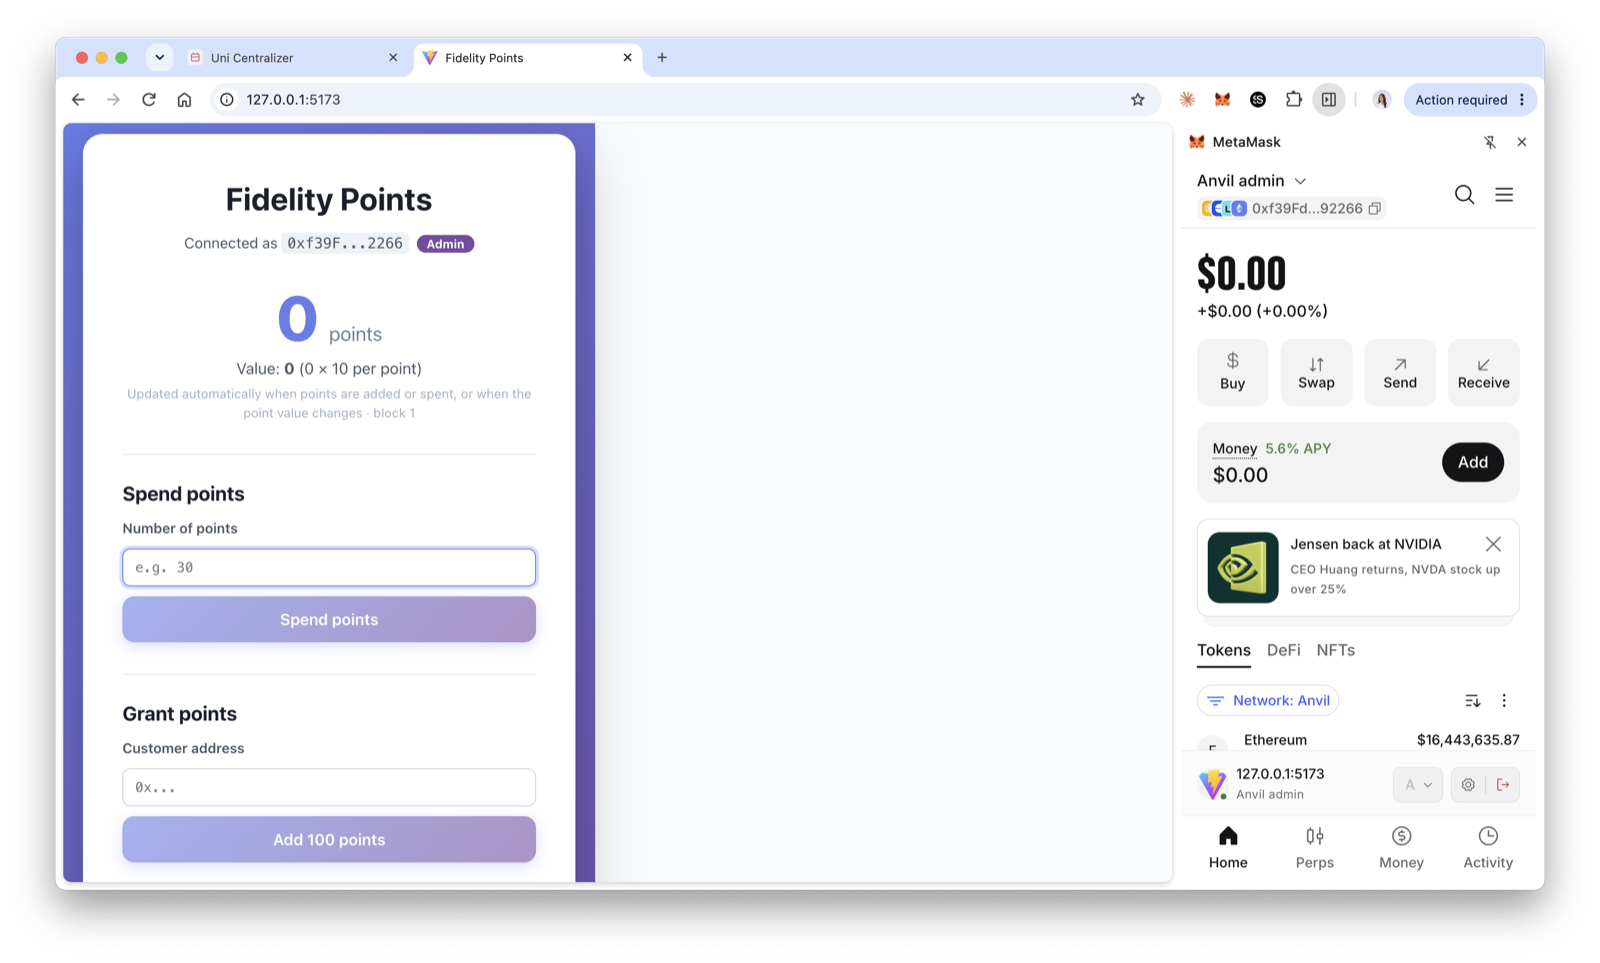 Uni Centralizer
Fidelity Points
127.0.0.1:5173
Action required
Fidelity Points
Connected as 0xf39F...2266 Admin
0 points
Value: 0 (0 × 10 per point)
Updated automatically when points are added or spent, or when the
point value changes · block 1
Spend points
Number of points
e.g. 30
Spend points
Grant points
Customer address
0x...
Add 100 points
MetaMask
Anvil admin
0xf39Fd...92266
$0.00
+$0.00 (+0.00%)
Buy
Swap
Send
Receive
Money 5.6% APY
$0.00
Add
Jensen back at NVIDIA
CEO Huang returns, NVDA stock up
over 25%
Tokens DeFi NFTs
Network: Anvil
Ethereum $16,443,635.87
127.0.0.1:5173
Anvil admin
A
Home
Perps
Money
Activity